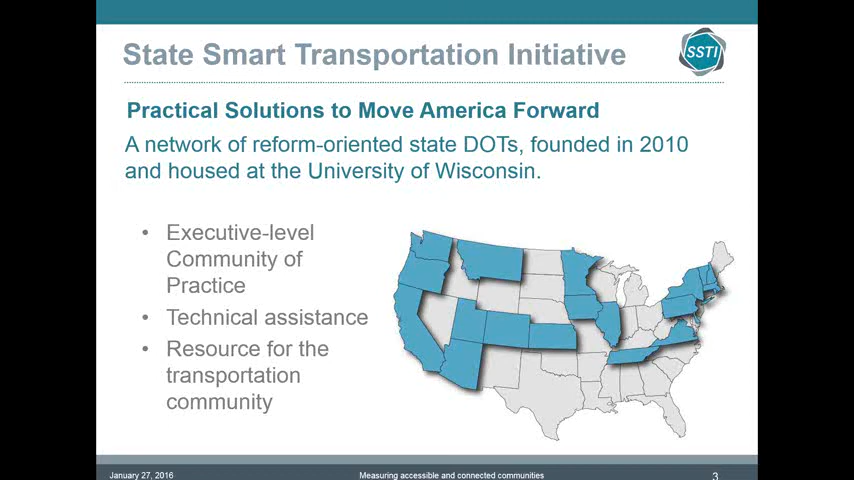 State Smart Transportation Initiative
SSTI
Practical Solutions to Move America Forward
A network of reform-oriented state DOTs, founded in 2010
and housed at the University of Wisconsin.
• Executive-level
Community of
Practice
• Technical assistance
• Resource for the
transportation
community
January 27, 2016
Measuring accessible and connected communities
3